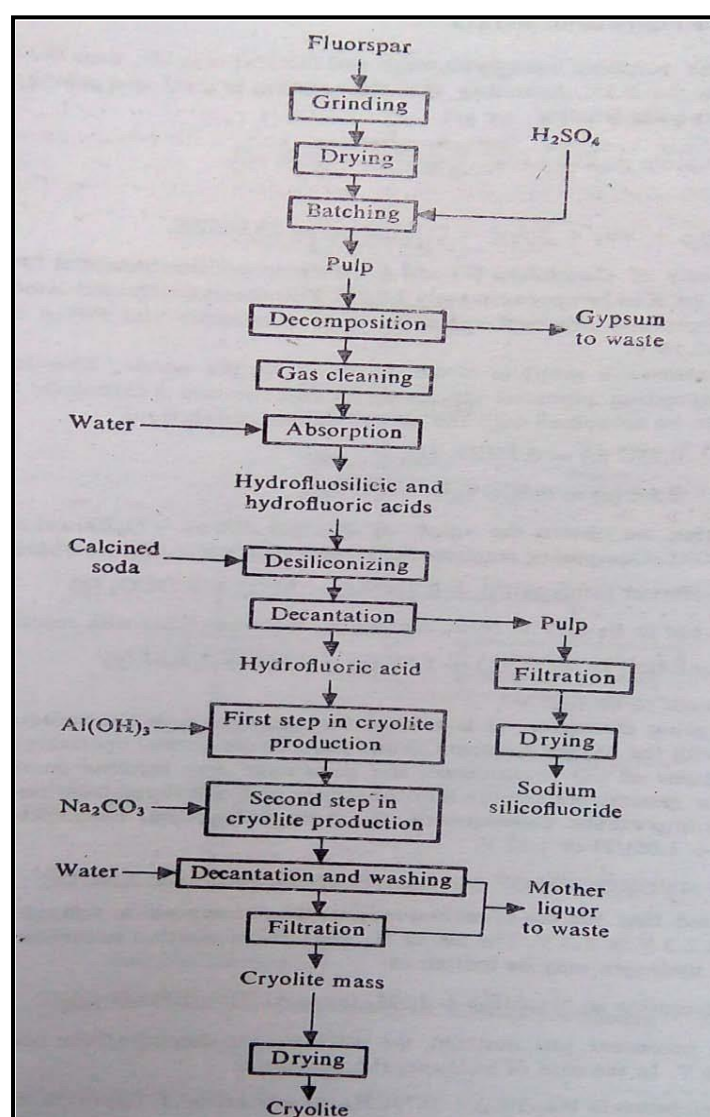 Fluorspar
Grinding
H₂SO₄
Drying
Batching
Pulp
Decomposition
Gypsum
to waste
Gas cleaning
Water
Absorption
Hydrofluosilicic and
hydrofluoric acids
Calcined
soda
Desiliconizing
Decantation
Pulp
Hydrofluoric acid
Filtration
Al(OH)₃
First step in cryolite
production
Drying
Na₂CO₃
Second step in
cryolite production
Sodium
silicofluoride
Water
Decantation and washing
Mother
liquor
to waste
Filtration
Cryolite mass
Drying
Cryolite